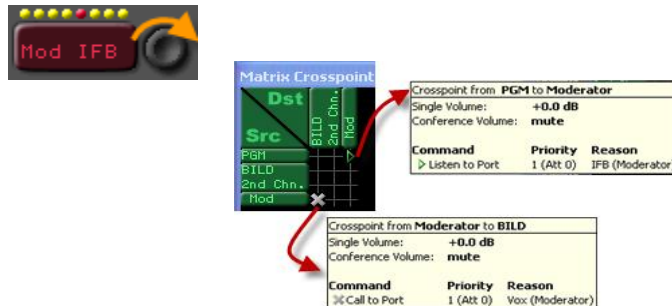 Mod IFB
Matrix Crosspoint
Dst
Src
BILD
2nd Chn.
Mod
PGM
BILD
2nd Chn.
Mod
Crosspoint from PGM to Moderator
Single Volume: +0.0 dB
Conference Volume: mute
Command Priority Reason
Listen to Port 1 (Att 0) IFB (Moderator
Crosspoint from Moderator to BILD
Single Volume: +0.0 dB
Conference Volume: mute
Command Priority Reason
Call to Port 1 (Att 0) Vox (Moderator)